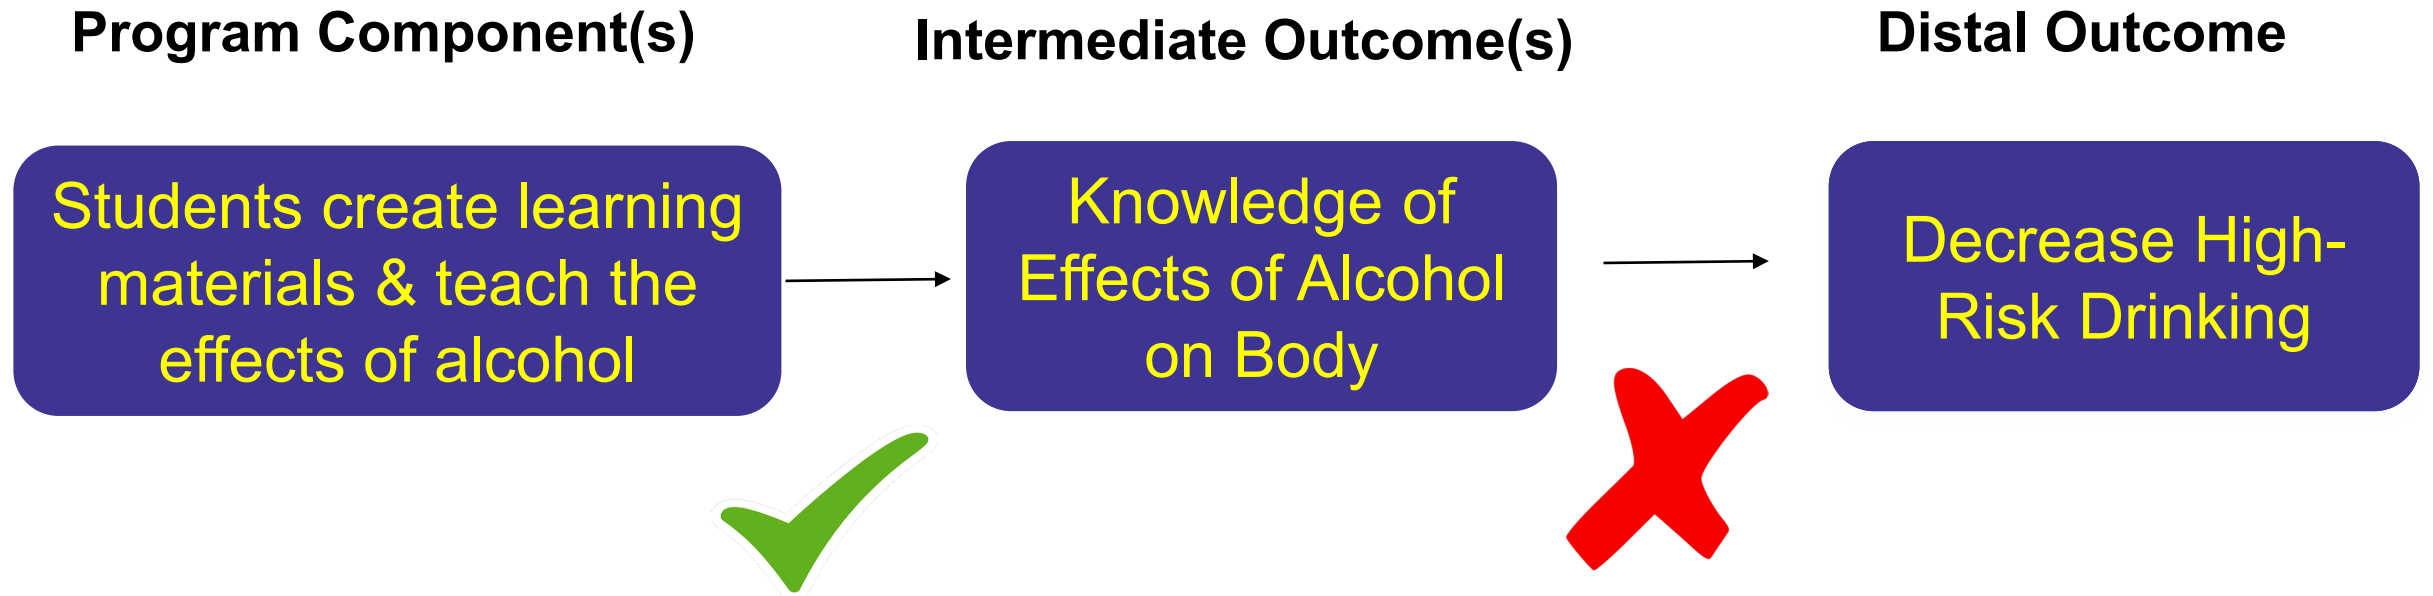 Program Component(s)
Intermediate Outcome(s)
Distal Outcome
Students create learning
materials & teach the
effects of alcohol
Knowledge of
Effects of Alcohol
on Body
Decrease High-
Risk Drinking